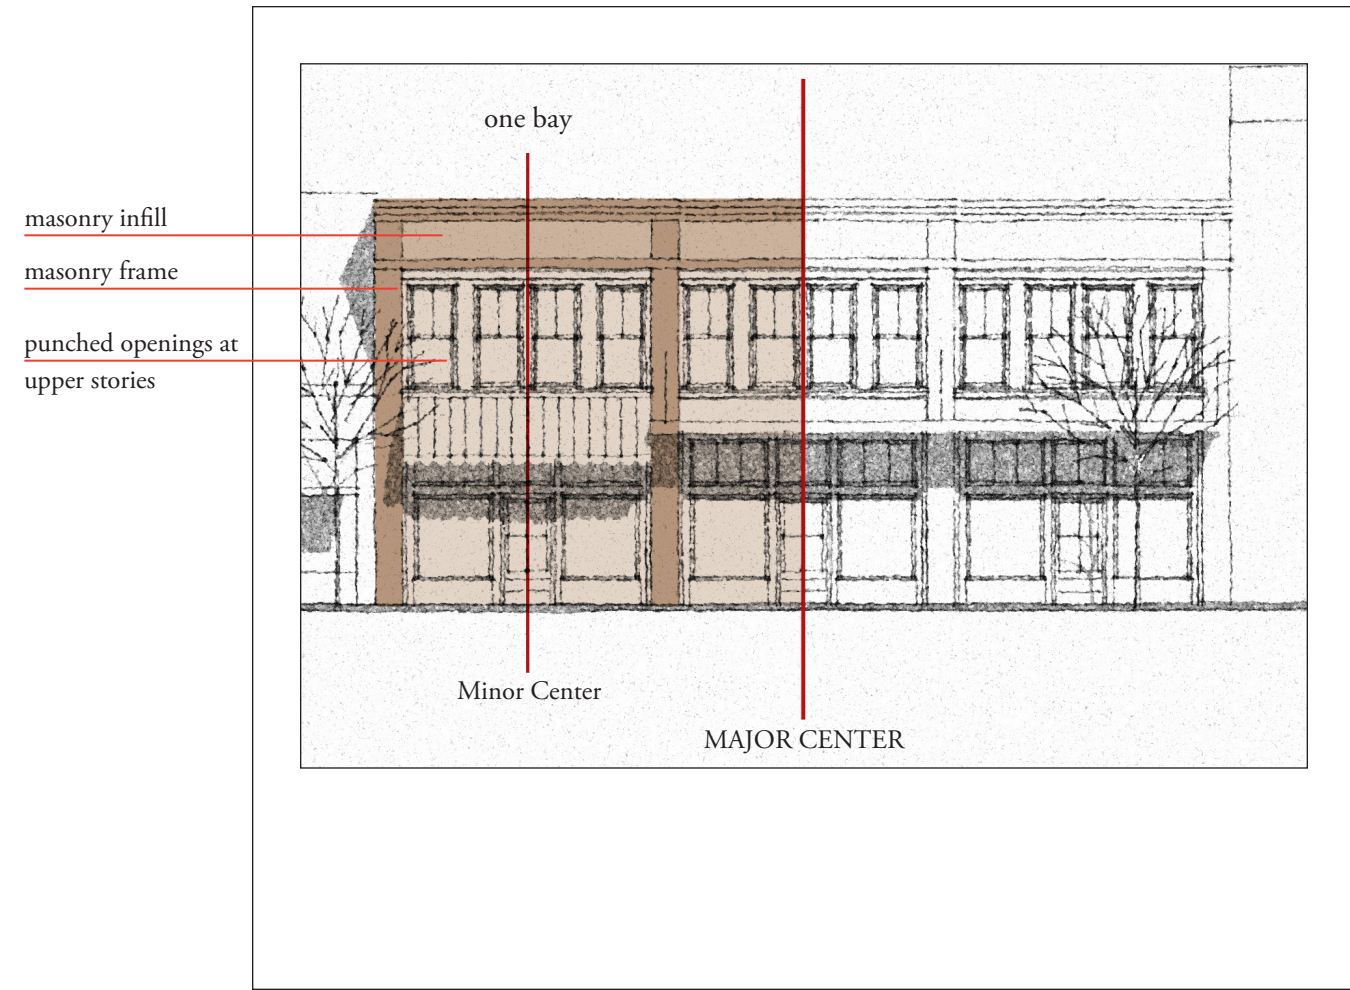 one bay
masonry infill
masonry frame
punched openings at
upper stories
Minor Center
MAJOR CENTER